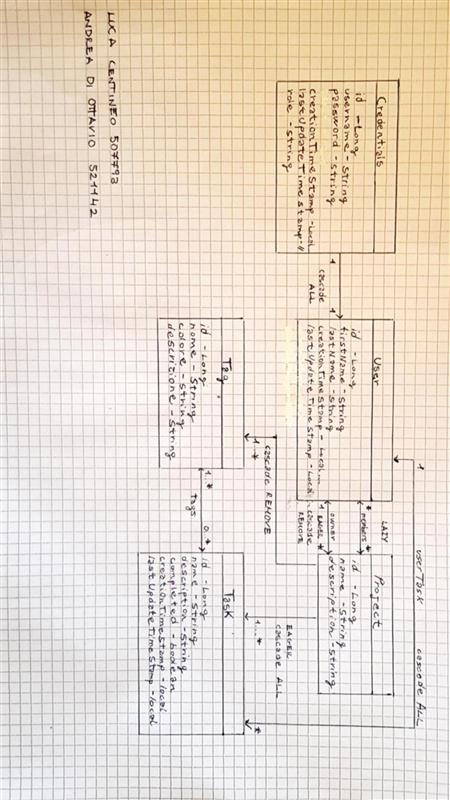 Credentials
id - Long
username - String
password - string
creationTimeStamp - Local
lastUpdateTimeStamp - //
role - string
1
cascade
ALL
1
User
id - Long
firstName - String
lastName - String
creationTimeStamp - Local...
lastUpdateTimeStamp - Local...
1
userTask
cascade ALL
*
LAZY
* members *
owner
1 EAGER *
cascade
REMOVE
Project
id - Long
name - String
description - String
cascade REMOVE
1..*
EAGER
cascade ALL
1...*
Tag
id - Long
nome - String
colore - string
descrizione - String
1..*
Tags
0..*
Task
id - Long
name - String
description - String
completed - boolean
creationTimeStamp - local
lastUpdateTimeStamp - local
LUCA CENTINEO 507793
ANDREA DI OTTAVIO 521142